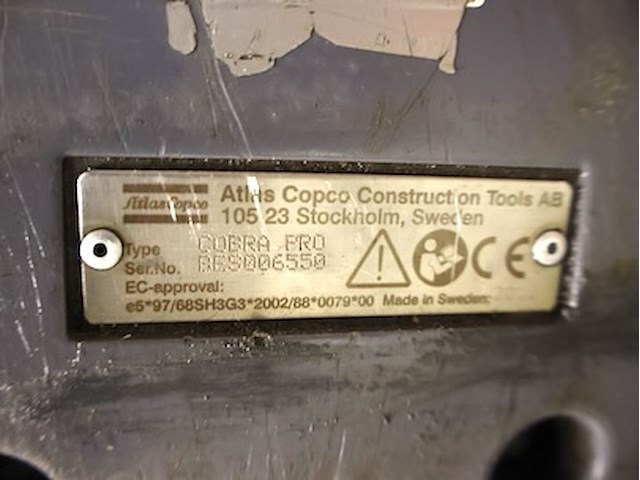 Atlas Copco
Atlas Copco Construction Tools AB
105 23 Stockholm, Sweden
Type COBRA PRO
Ser.No. BES006550
EC-approval:
e5*97/68SH3G3*2002/88*0079*00 Made in Sweden:
CE